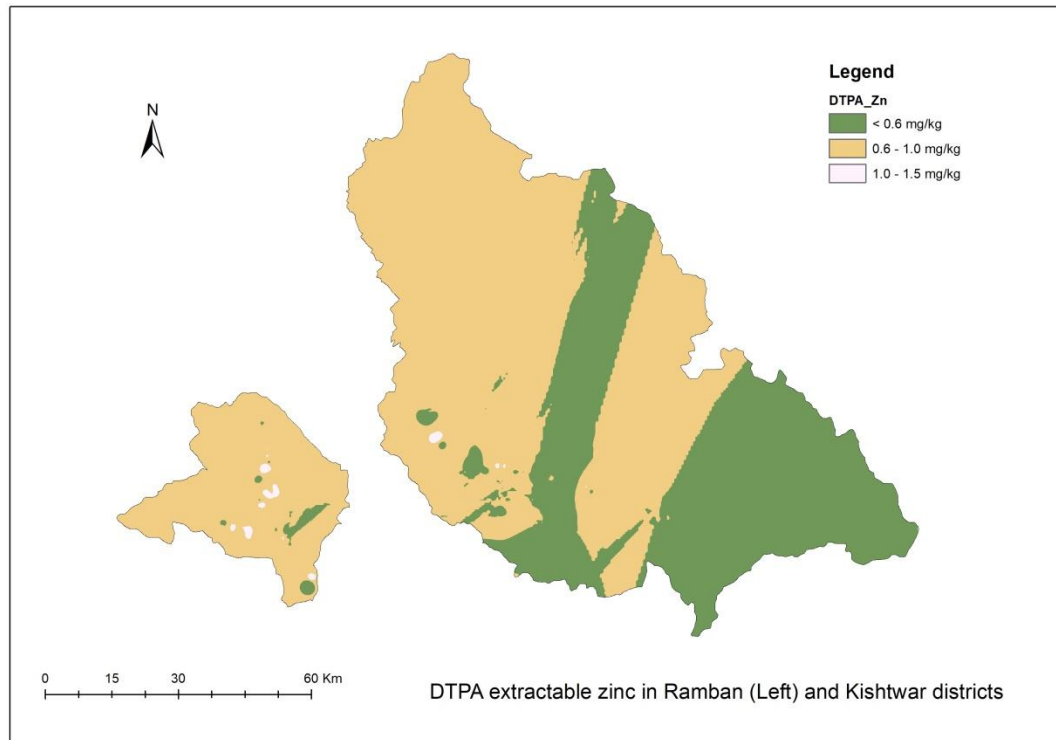 N
Legend
DTPA_Zn
< 0.6 mg/kg
0.6 - 1.0 mg/kg
1.0 - 1.5 mg/kg
0 15 30 60 Km
DTPA extractable zinc in Ramban (Left) and Kishtwar districts